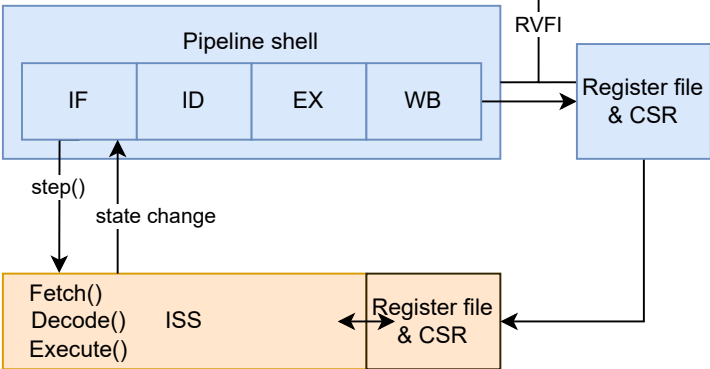 RVFI
Pipeline shell
IF
ID
EX
WB
Register file
& CSR
step()
state change
Fetch()
Decode()
Execute()
ISS
Register file
& CSR